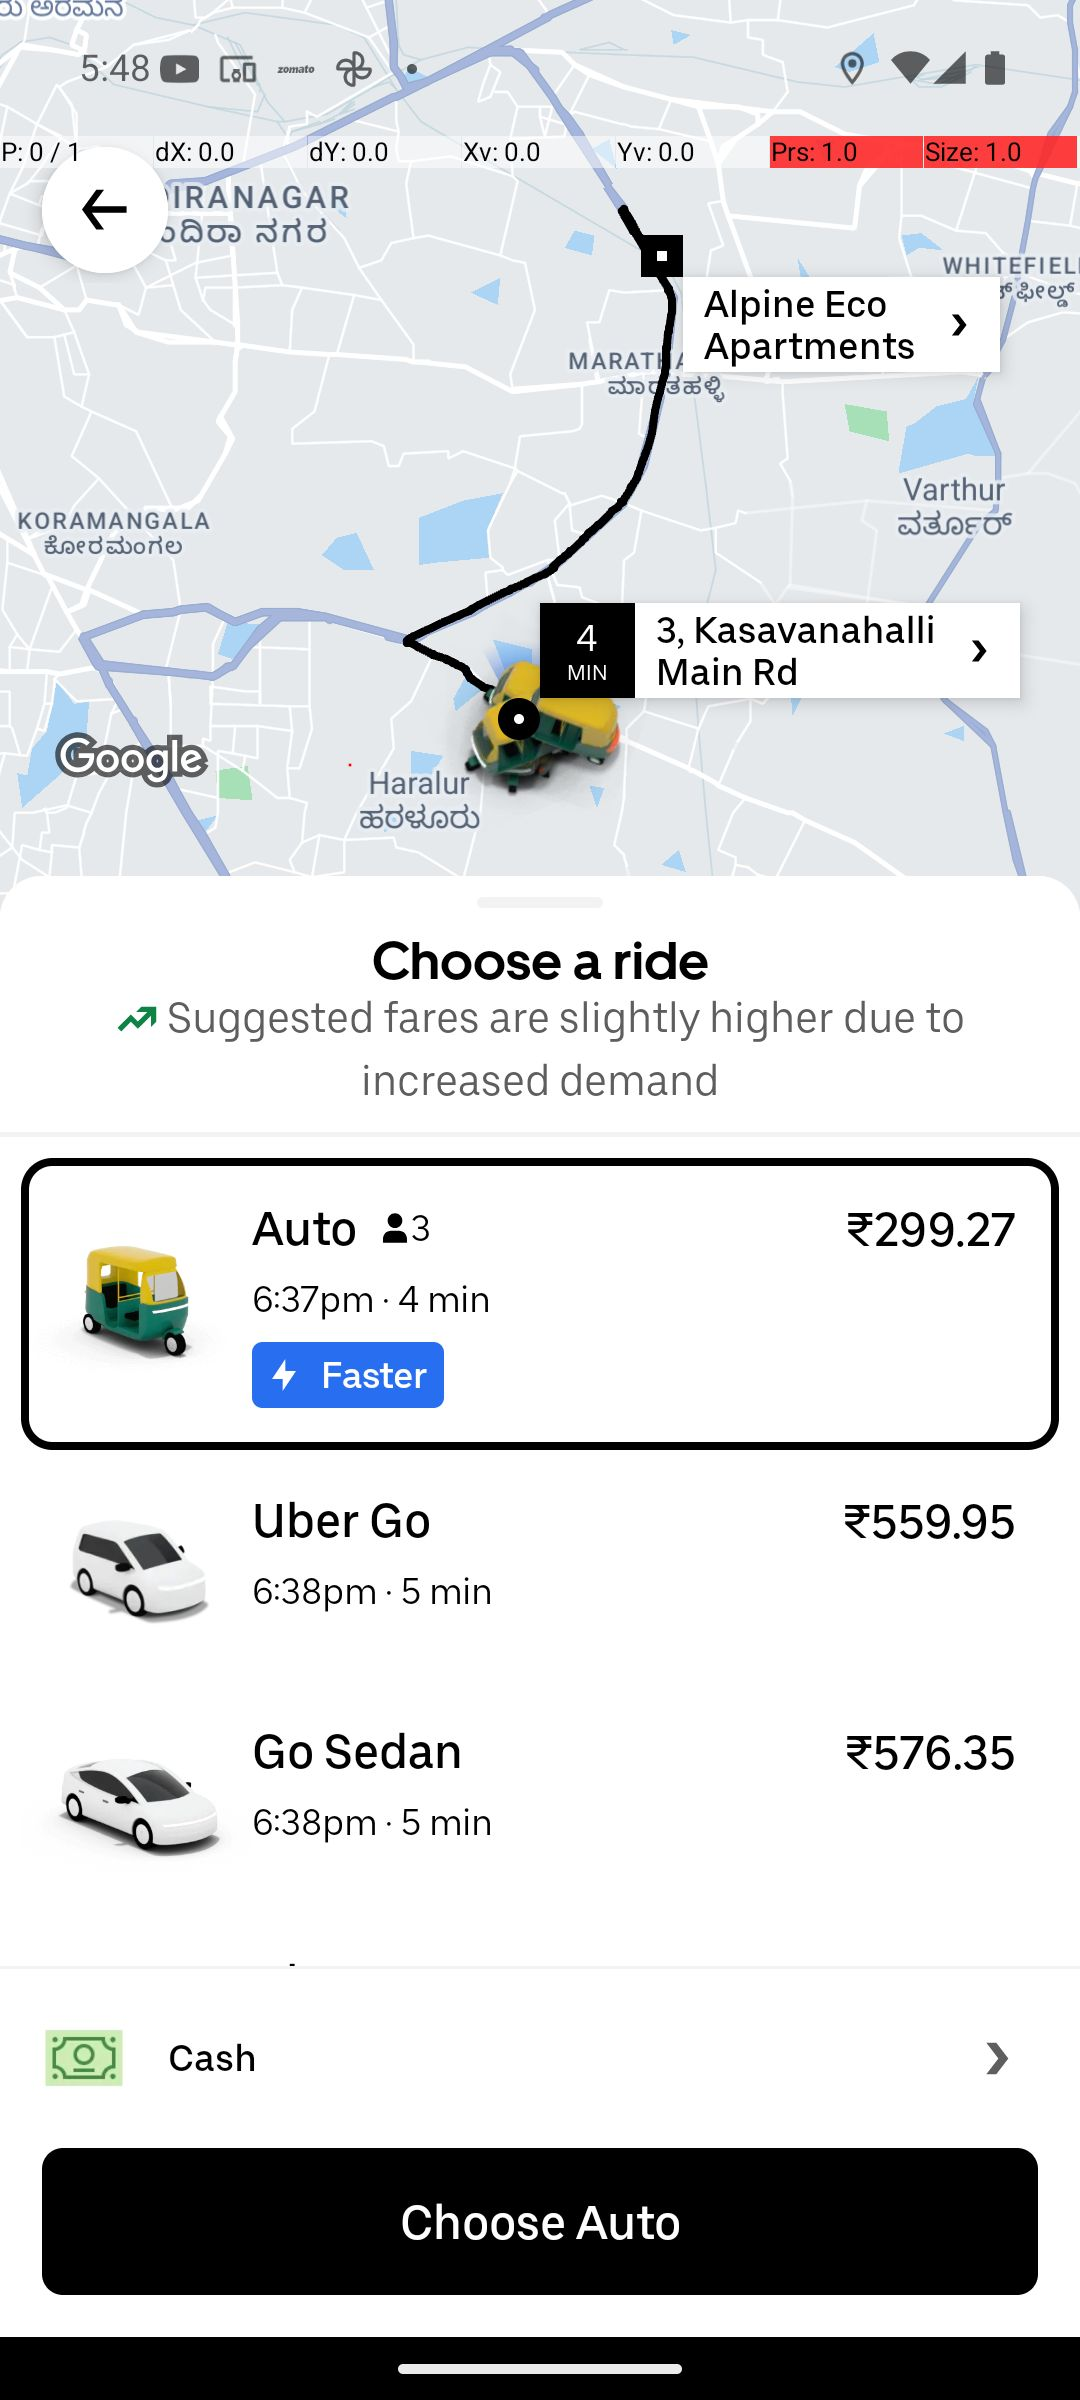 5:48
zomato
P: 0 / 1 dX: 0.0 dY: 0.0 Xv: 0.0 Yv: 0.0 Prs: 1.0 Size: 1.0
ನಗರ
WHITEFIEL
Alpine Eco
Apartments
MARATHA
ಮಾರತಹಳ್ಳಿ
KORAMANGALA
ಕೋರಮಂಗಲ
Varthur
ವರ್ತೂರ್
4
MIN
3, Kasavanahalli
Main Rd
Google
Haralur
ಹರಳೂರು
Choose a ride
Suggested fares are slightly higher due to
increased demand
Auto 3 ₹299.27
6:37pm · 4 min
Faster
Uber Go ₹559.95
6:38pm · 5 min
Go Sedan ₹576.35
6:38pm · 5 min
Cash
Choose Auto